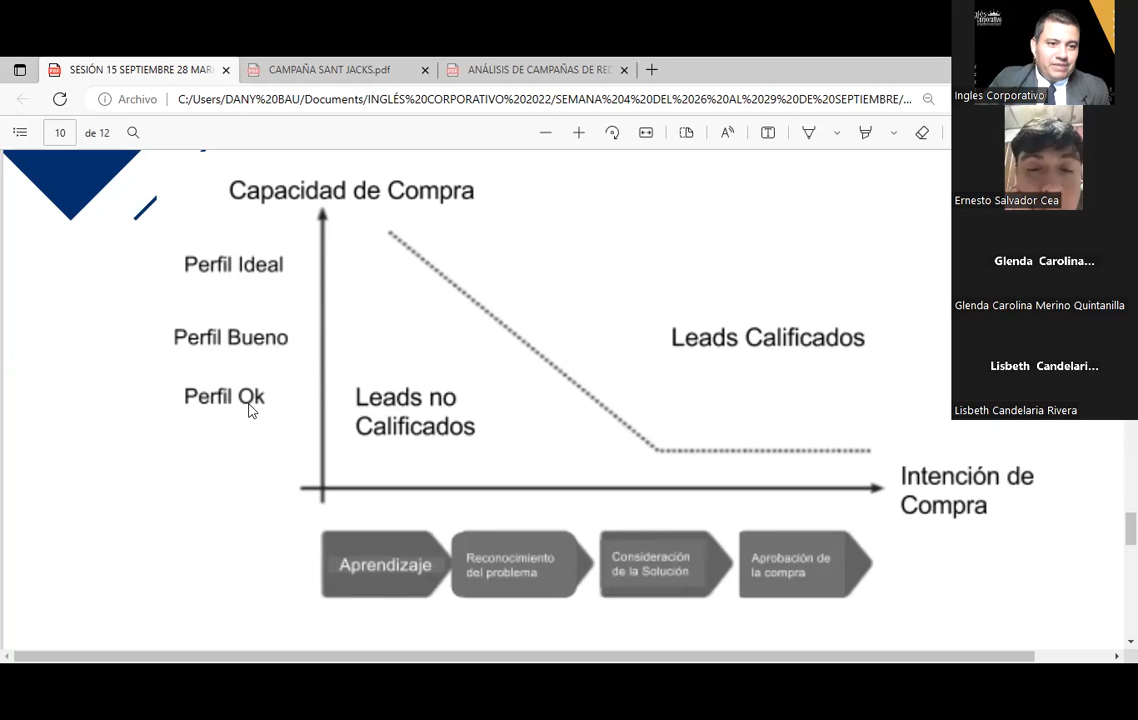 SESIÓN 15 SEPTIEMBRE 28 MAR
CAMPAÑA SANT JACKS.pdf
ANÁLISIS DE CAMPAÑAS DE RED
Archivo
C:/Users/DANY%20BAU/Documents/INGLÉS%20CORPORATIVO%202022/SEMANA%204%20DEL%2026%20AL%2029%20DE%20SEPTIEMBRE/...
10 de 12
Capacidad de Compra
Perfil Ideal
Perfil Bueno
Perfil Ok
Leads no
Calificados
Leads Calificados
Intención de
Compra
Aprendizaje
Reconocimiento
del problema
Consideración
de la Solución
Aprobación de
la compra
Ingles Corporativo
Ernesto Salvador Cea
Glenda Carolina...
Glenda Carolina Merino Quintanilla
Lisbeth Candelari...
Lisbeth Candelaria Rivera